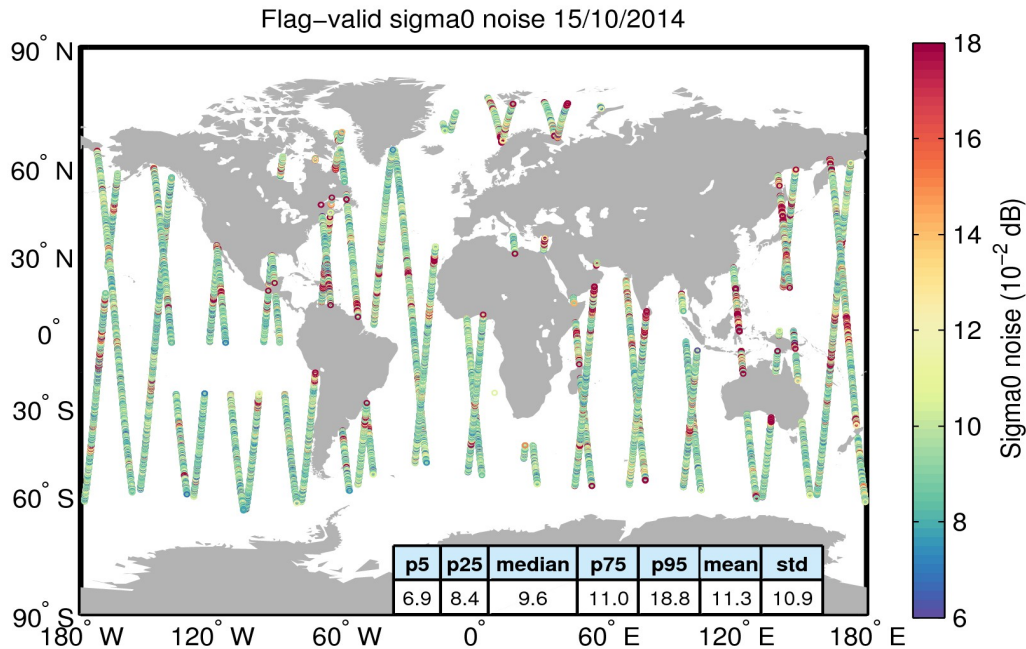 Flag−valid sigma0 noise 15/10/2014
90° N
60° N
30° N
0°
30° S
60° S
90° S
180° W
120° W
60° W
0°
60° E
120° E
180° E
p5 p25 median p75 p95 mean std
6.9 8.4 9.6 11.0 18.8 11.3 10.9
18
16
14
12
10
8
6
Sigma0 noise (10⁻² dB)